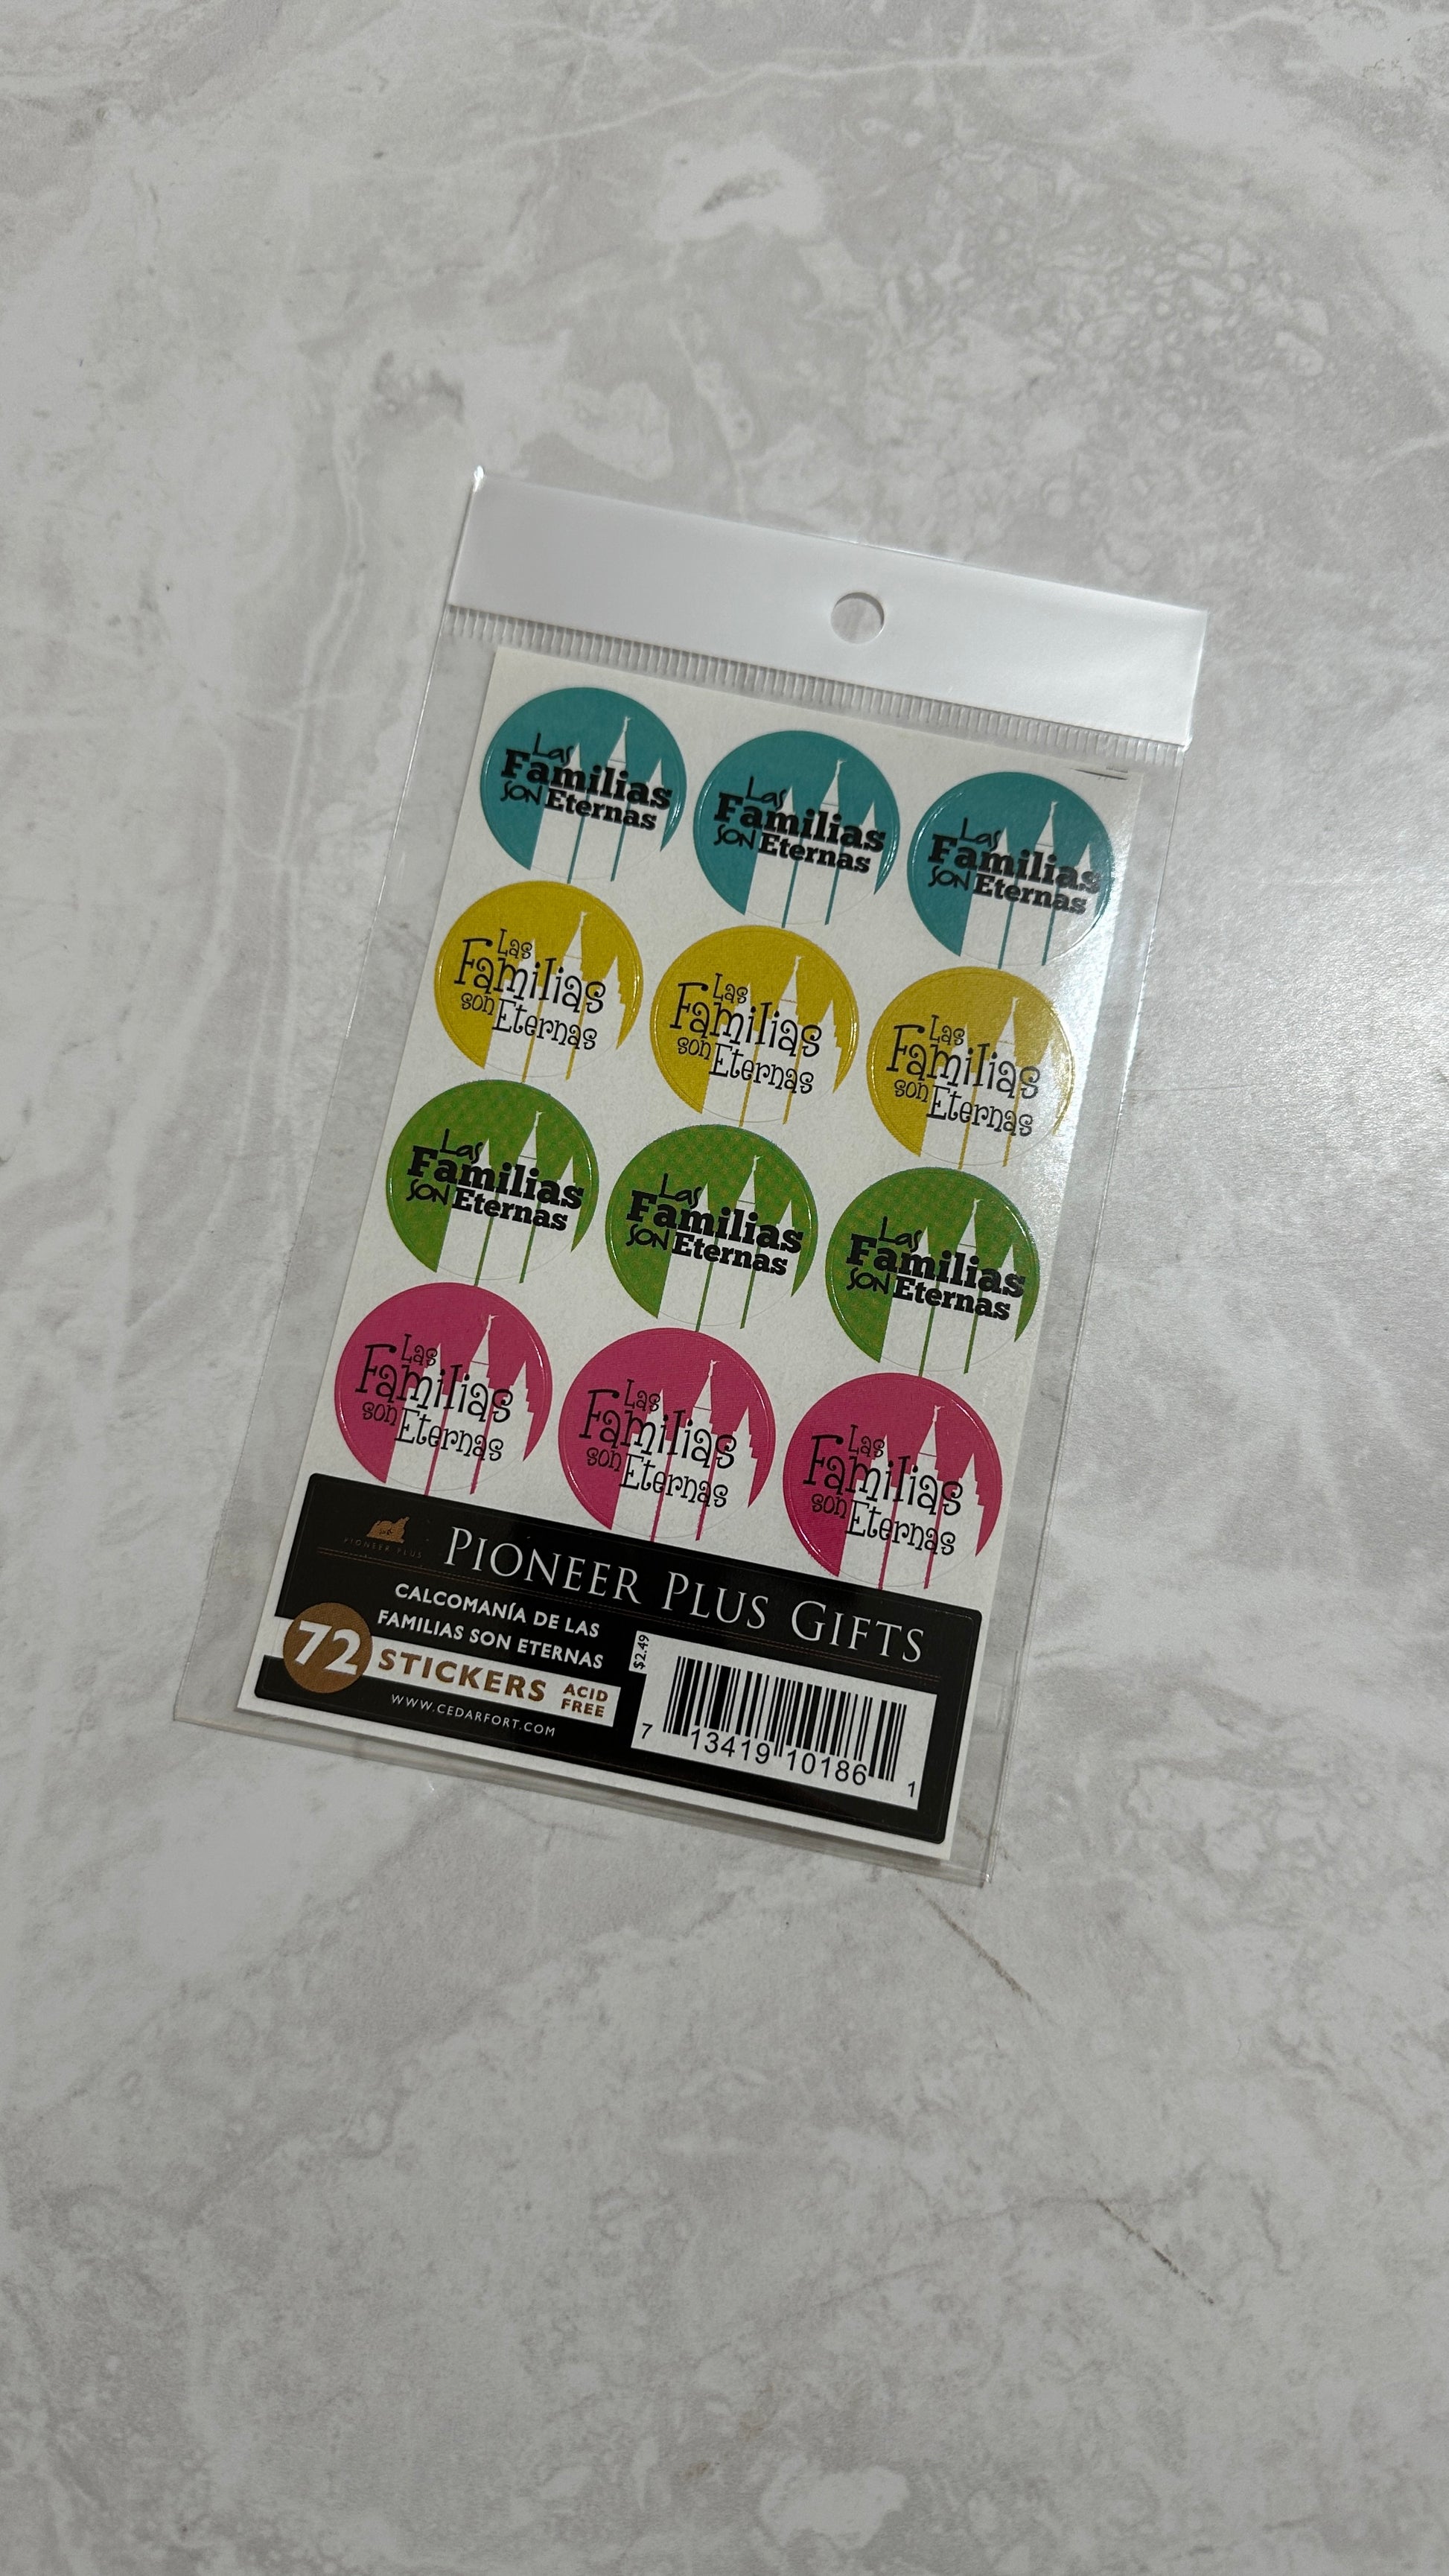 Las
Familias
son Eternas
Las
Familias
son Eternas
Las
Familias
son Eternas
Las
Familias
son Eternas
Las
Familias
son Eternas
Las
Familias
son Eternas
Las
Familias
son Eternas
Las
Familias
son Eternas
Las
Familias
son Eternas
Las
Familias
son Eternas
Las
Familias
son Eternas
Las
Familias
son Eternas
PIONEER PLUS
PIONEER PLUS GIFTS
CALCOMANÍA DE LAS
FAMILIAS SON ETERNAS
72 STICKERS ACID FREE
WWW.CEDARFORT.COM
$2.49
7 13419 10186 1